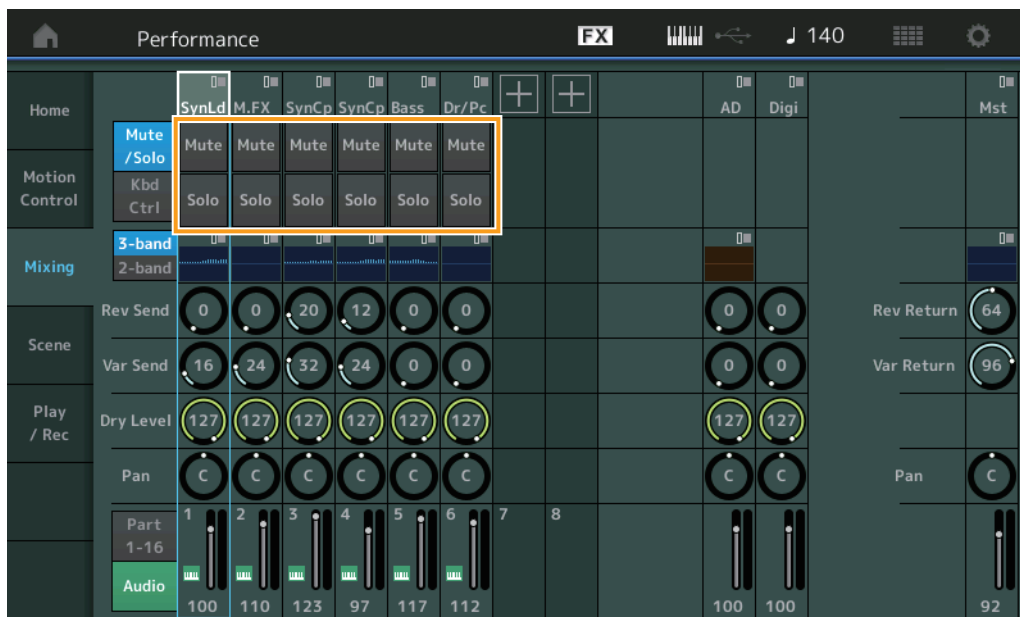 Performance FX 140
SynLd M.FX SynCp SynCp Bass Dr/Pc AD Digi Mst
Home
Mute
/Solo
Mute Mute Mute Mute Mute Mute
Motion
Control
Kbd
Ctrl
Solo Solo Solo Solo Solo Solo
Mixing
3-band
2-band
Rev Send 0 0 20 12 0 0 0 0 Rev Return 64
Scene
Var Send 16 24 32 24 0 0 0 0 Var Return 96
Play
/ Rec
Dry Level 127 127 127 127 127 127 127 127
Pan C C C C C C C C Pan C
Part
1-16
1 2 3 4 5 6 7 8
Audio
100 110 123 97 117 112 100 100 92